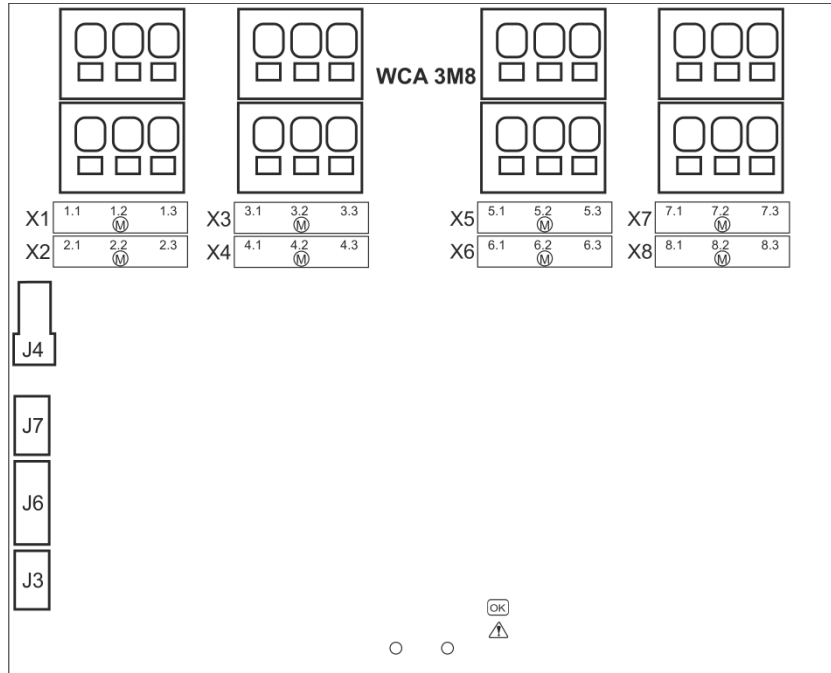 WCA 3M8
X1 1.1 1.2 1.3 X3 3.1 3.2 3.3 X5 5.1 5.2 5.3 X7 7.1 7.2 7.3
M M M M
X2 2.1 2.2 2.3 X4 4.1 4.2 4.3 X6 6.1 6.2 6.3 X8 8.1 8.2 8.3
M M M M
J4
J7
J6
J3
OK
!